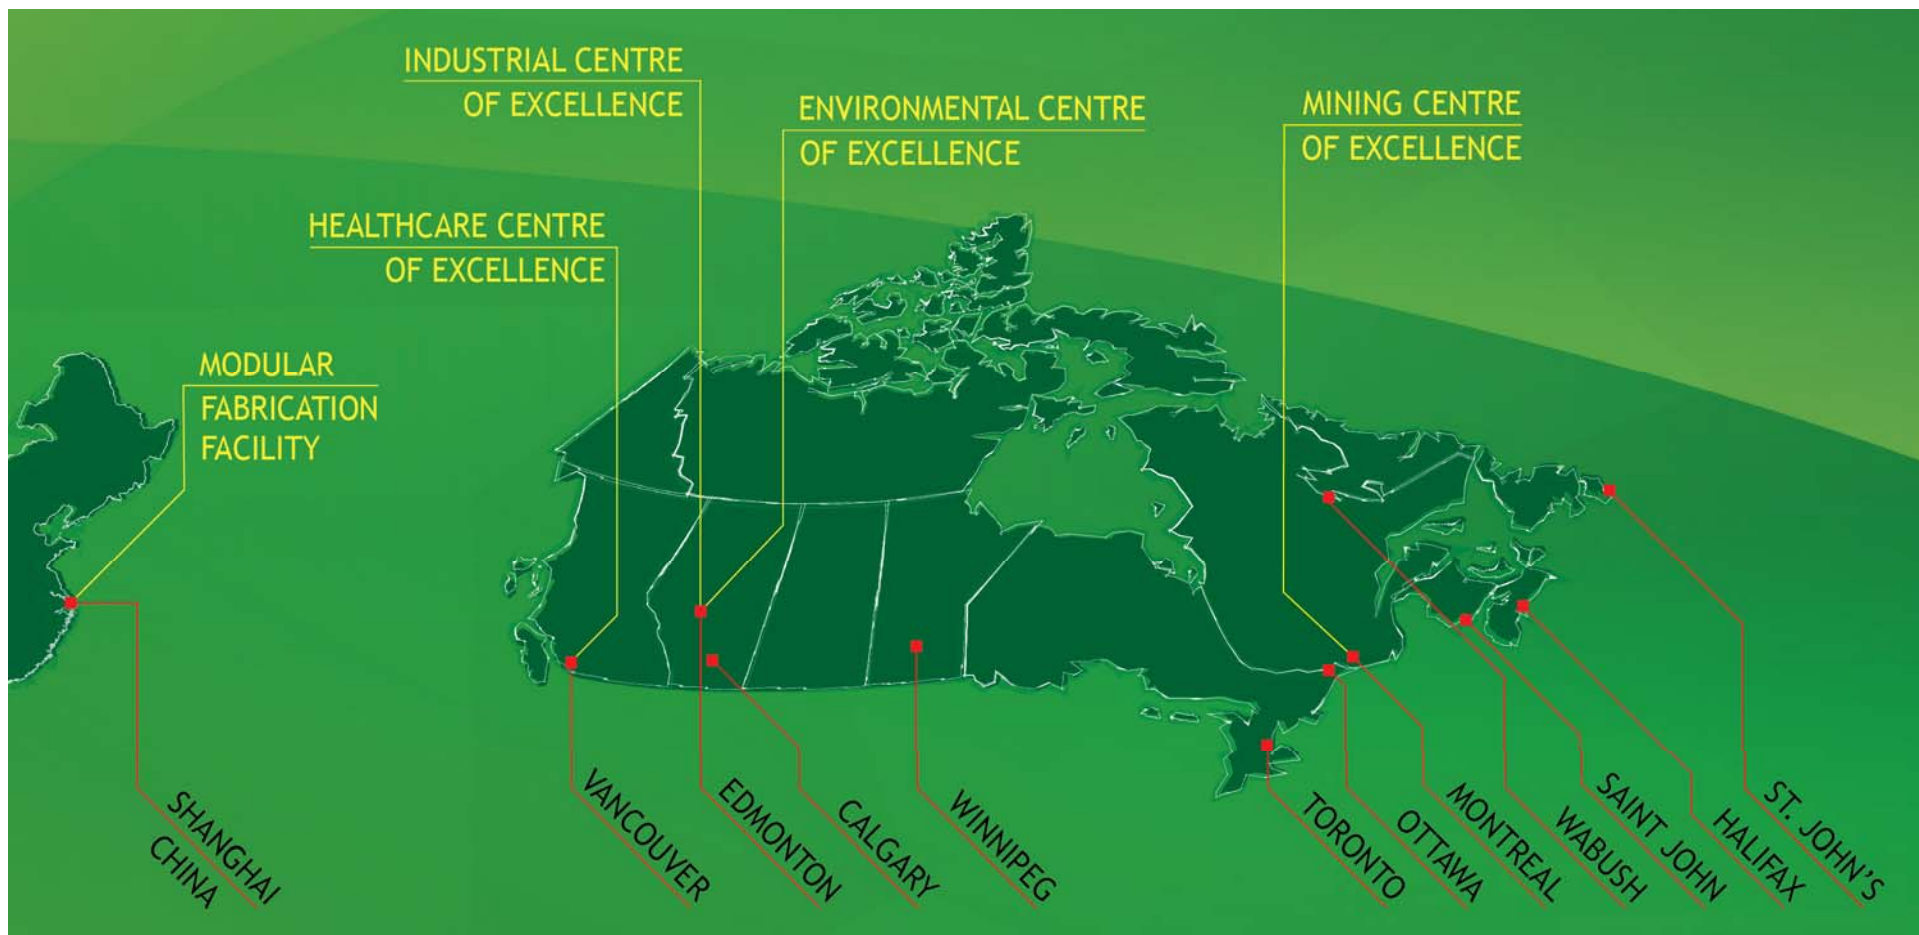 INDUSTRIAL CENTRE
OF EXCELLENCE
ENVIRONMENTAL CENTRE
OF EXCELLENCE
MINING CENTRE
OF EXCELLENCE
HEALTHCARE CENTRE
OF EXCELLENCE
MODULAR
FABRICATION
FACILITY
SHANGHAI
CHINA
VANCOUVER
EDMONTON
CALGARY
WINNIPEG
TORONTO
OTTAWA
MONTREAL
WABUSH
SAINT JOHN
HALIFAX
ST. JOHN'S